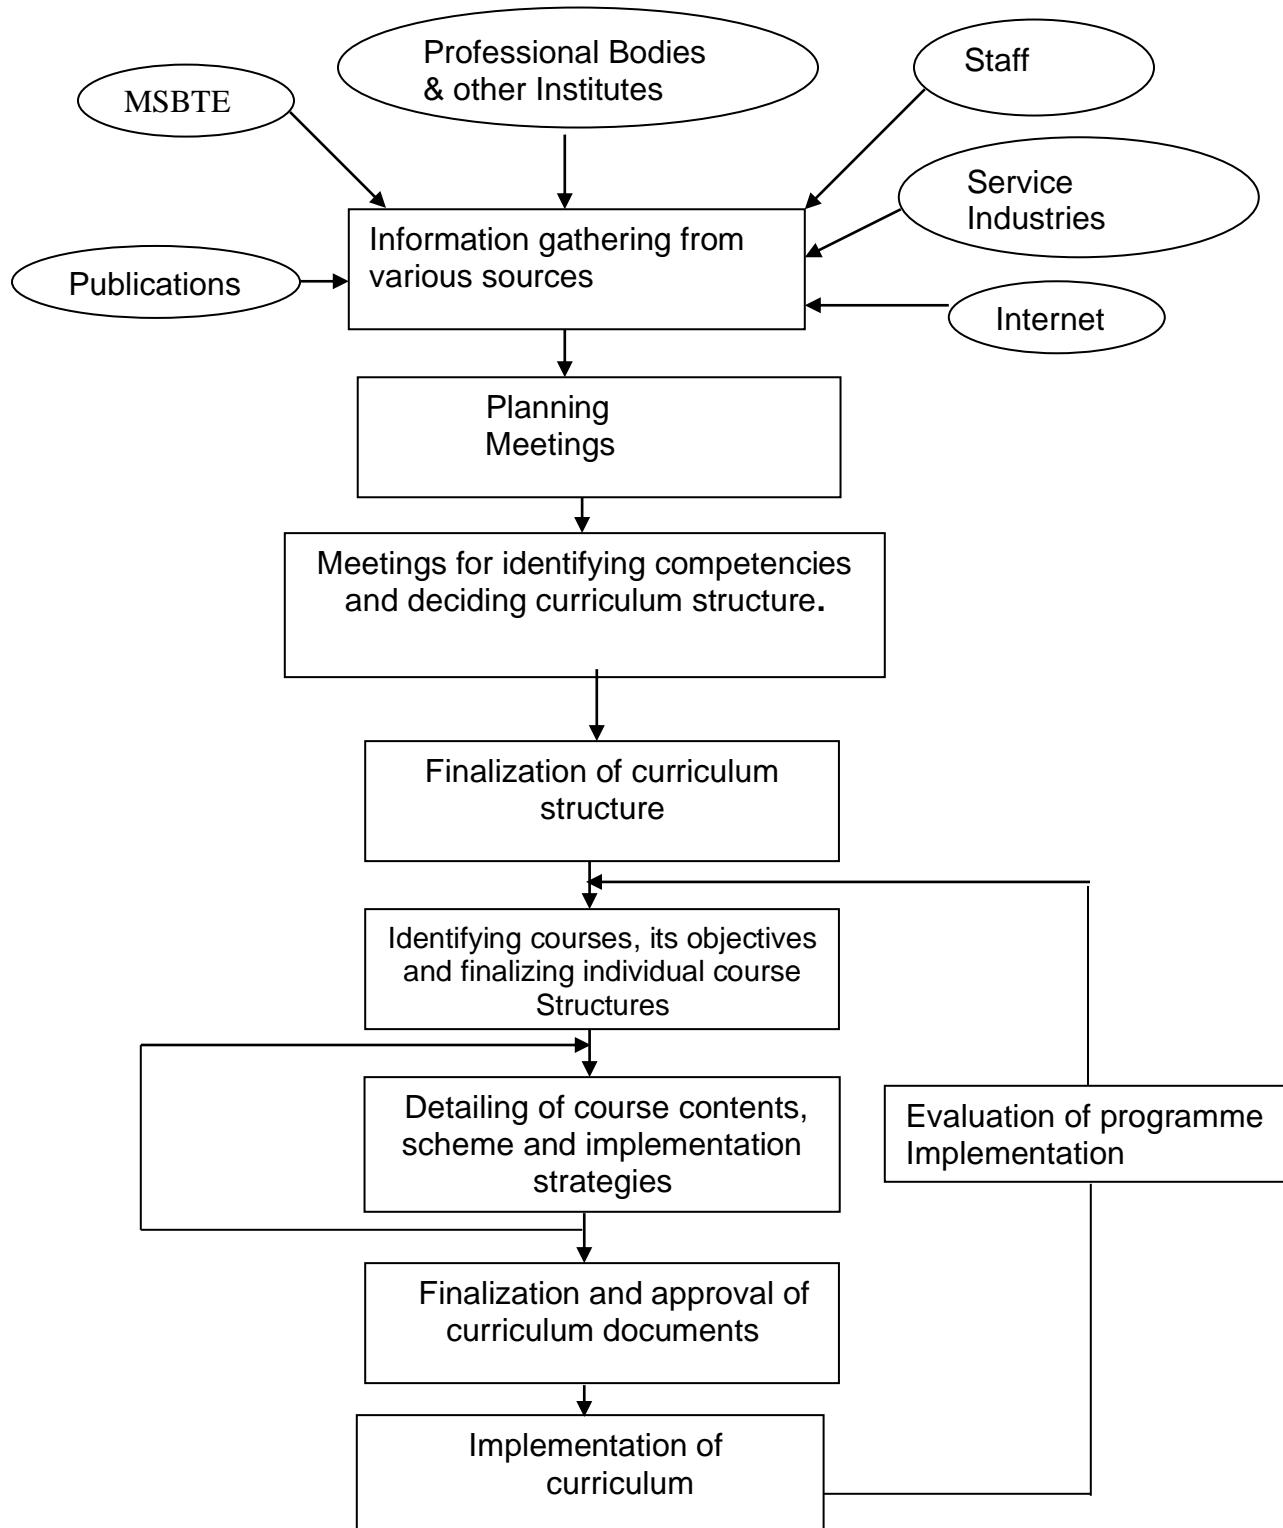 Professional Bodies
& other Institutes
Staff
MSBTE
Service
Industries
Information gathering from
various sources
Publications
Internet
Planning
Meetings
Meetings for identifying competencies
and deciding curriculum structure.
Finalization of curriculum
structure
Identifying courses, its objectives
and finalizing individual course
Structures
Detailing of course contents,
scheme and implementation
strategies
Evaluation of programme
Implementation
Finalization and approval of
curriculum documents
Implementation of
curriculum